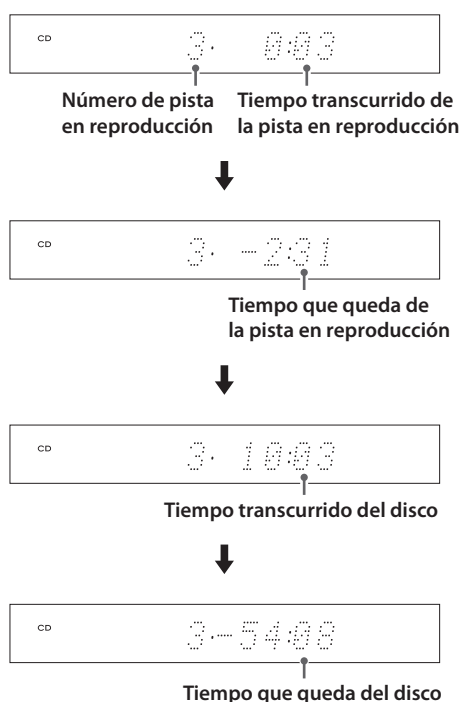 CD 3. 0:03
Número de pista
en reproducción
Tiempo transcurrido de
la pista en reproducción
CD 3. -2:31
Tiempo que queda de
la pista en reproducción
CD 3. 10:03
Tiempo transcurrido del disco
CD 3.-54:08
Tiempo que queda del disco